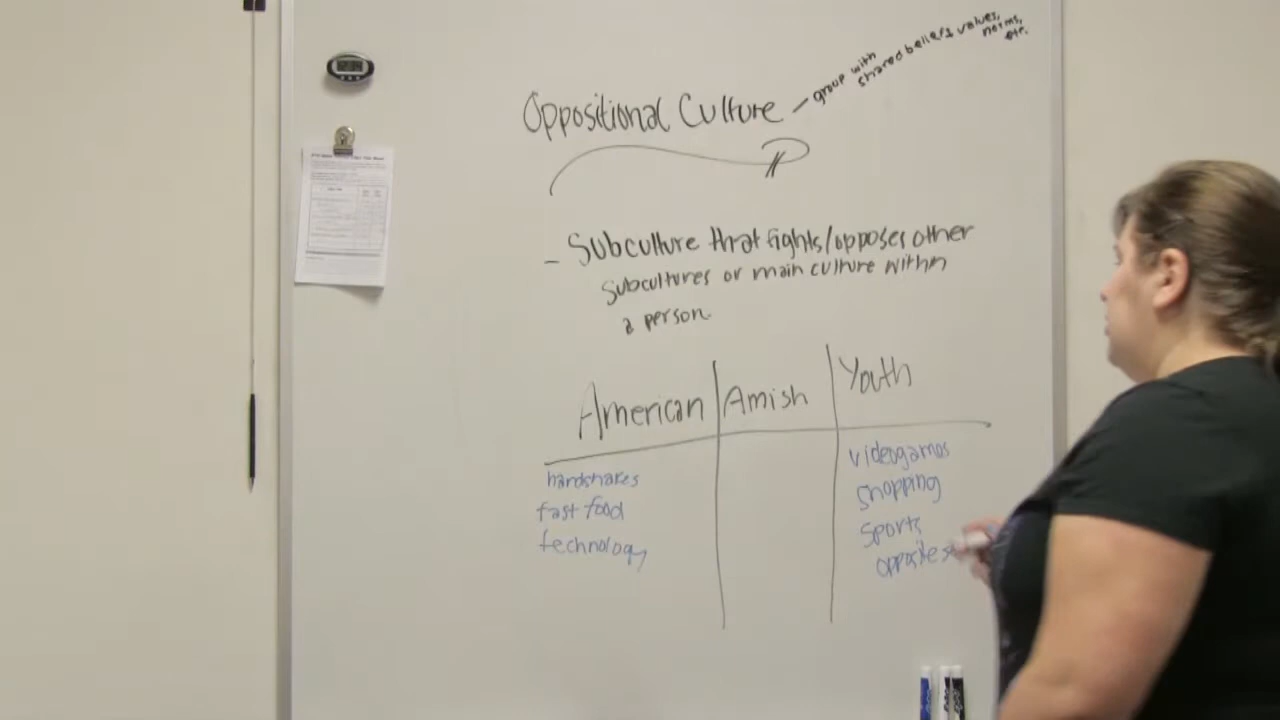 Oppositional Culture – group with
shared beliefs values,
norms,
etc.
– Subculture that fights/opposes other
subcultures or main culture within
a person.
American Amish Youth
handshakes
fast food
technology
videogames
shopping
sports
opposite